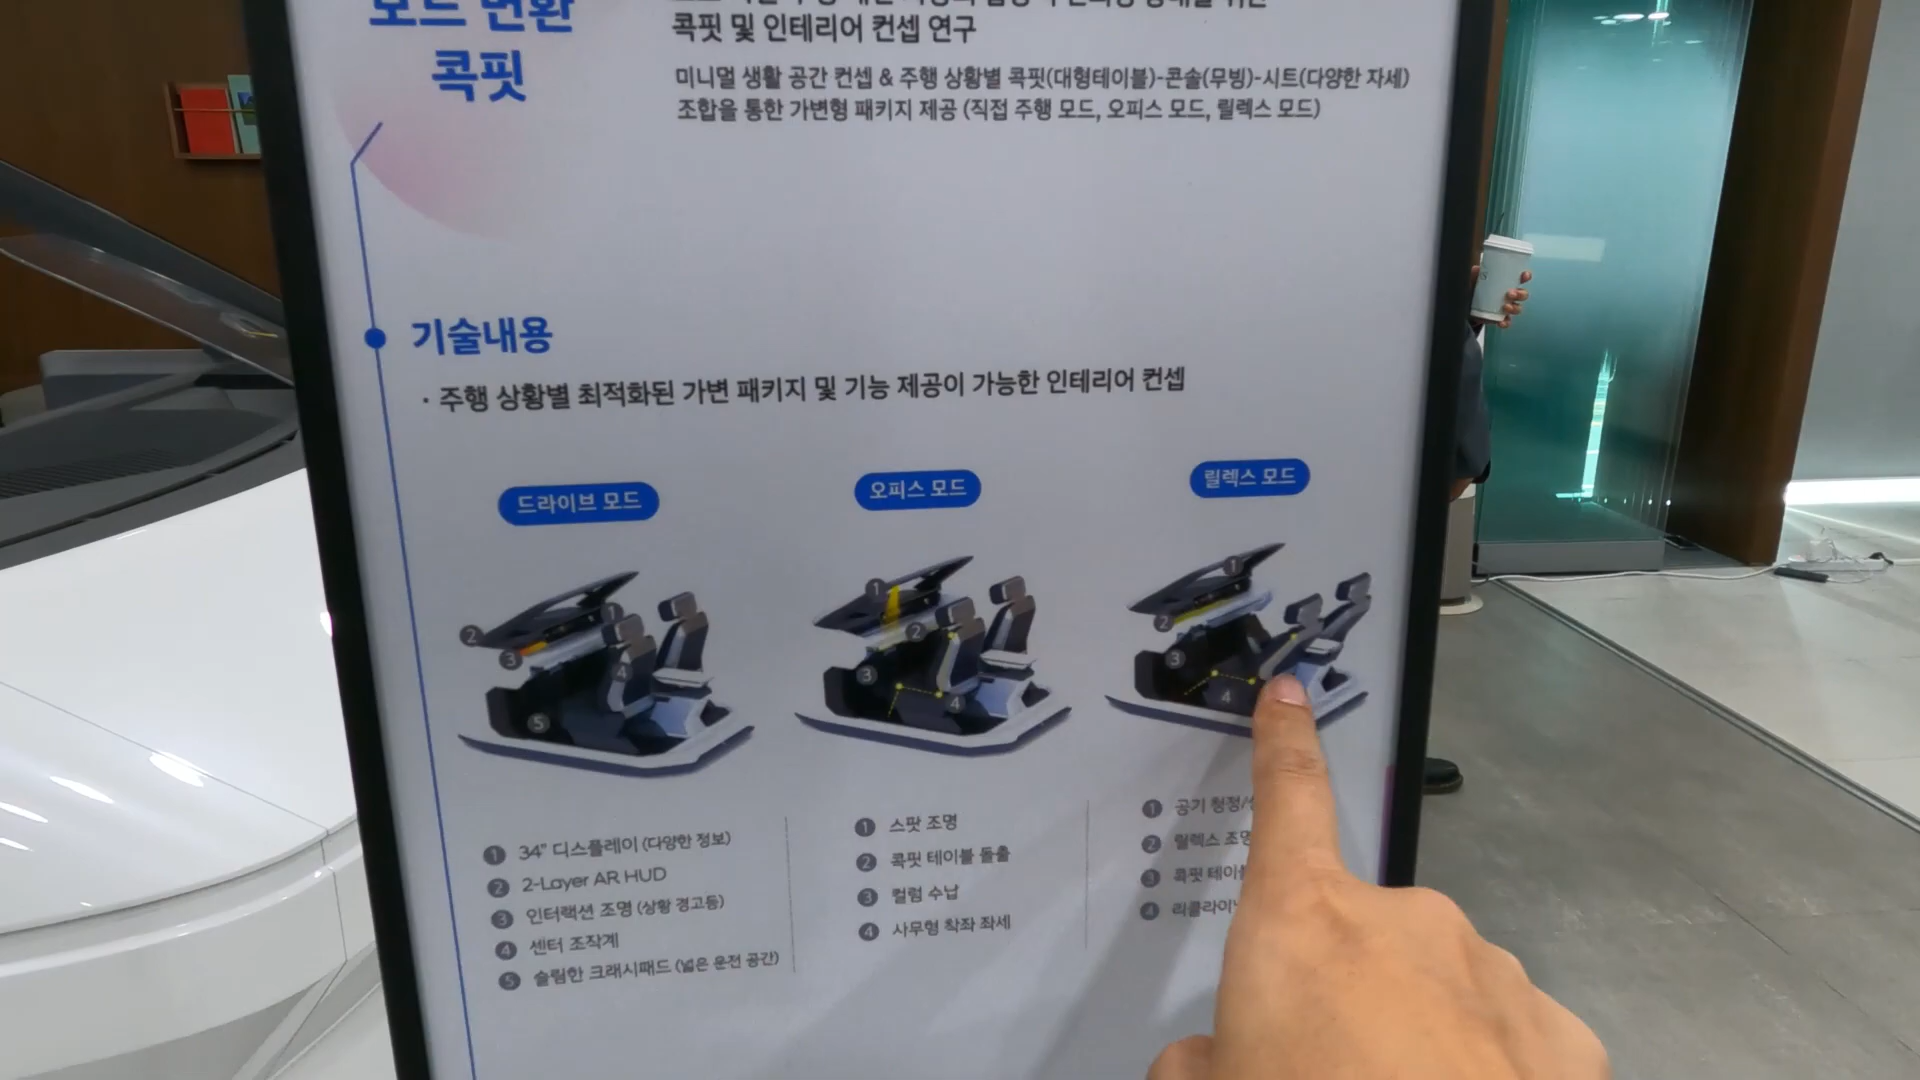 모드 변환
콕핏
콕핏 및 인테리어 컨셉 연구
미니멀 생활 공간 컨셉 & 주행 상황별 콕핏(대형테이블)-콘솔(무빙)-시트(다양한 자세)
조합을 통한 가변형 패키지 제공 (직접 주행 모드, 오피스 모드, 릴렉스 모드)
기술내용
· 주행 상황별 최적화된 가변 패키지 및 기능 제공이 가능한 인테리어 컨셉
드라이브 모드
1
2
3
4
5
1 34" 디스플레이 (다양한 정보)
2 2-Layer AR HUD
3 인터랙션 조명 (상황 경고등)
4 센터 조작계
5 슬림한 크래시패드 (넓은 운전 공간)
오피스 모드
1
2
3
4
1 스팟 조명
2 콕핏 테이블 돌출
3 컬럼 수납
4 사무형 착좌 좌세
릴렉스 모드
1
2
3
4
1 공기 청정/
2 릴렉스 조명
3 콕핏
4